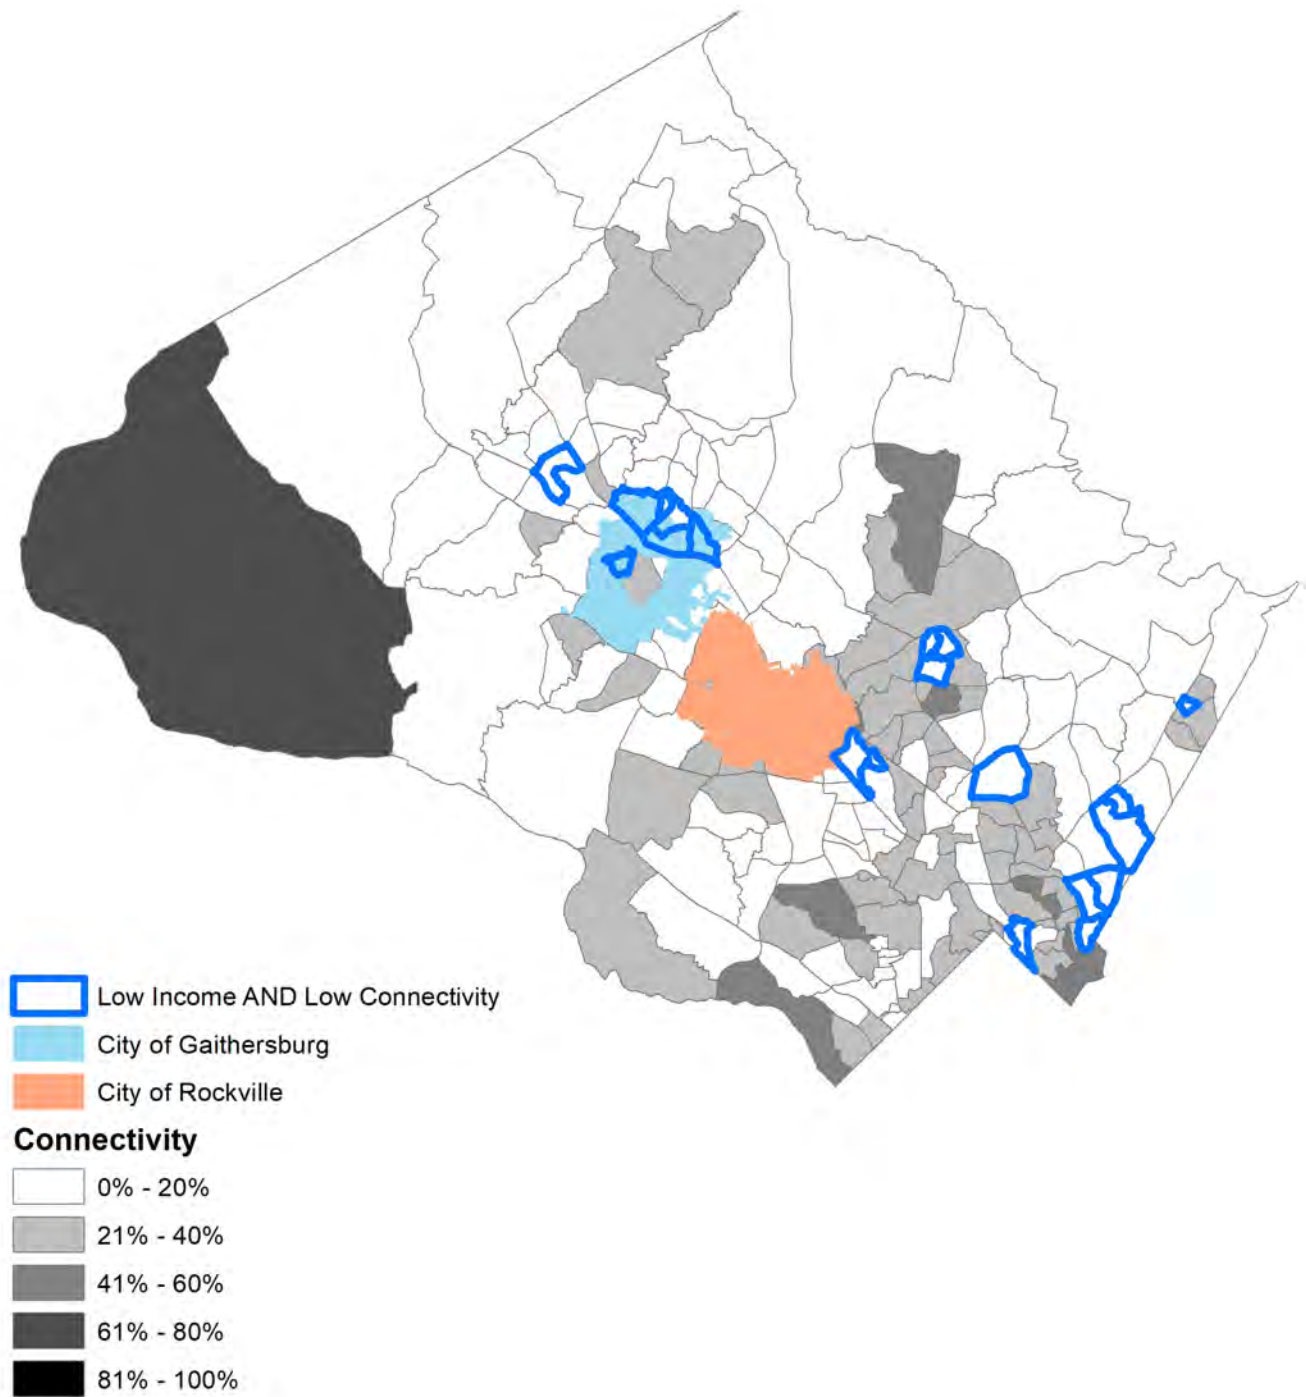 Low Income AND Low Connectivity
City of Gaithersburg
City of Rockville
Connectivity
0% - 20%
21% - 40%
41% - 60%
61% - 80%
81% - 100%